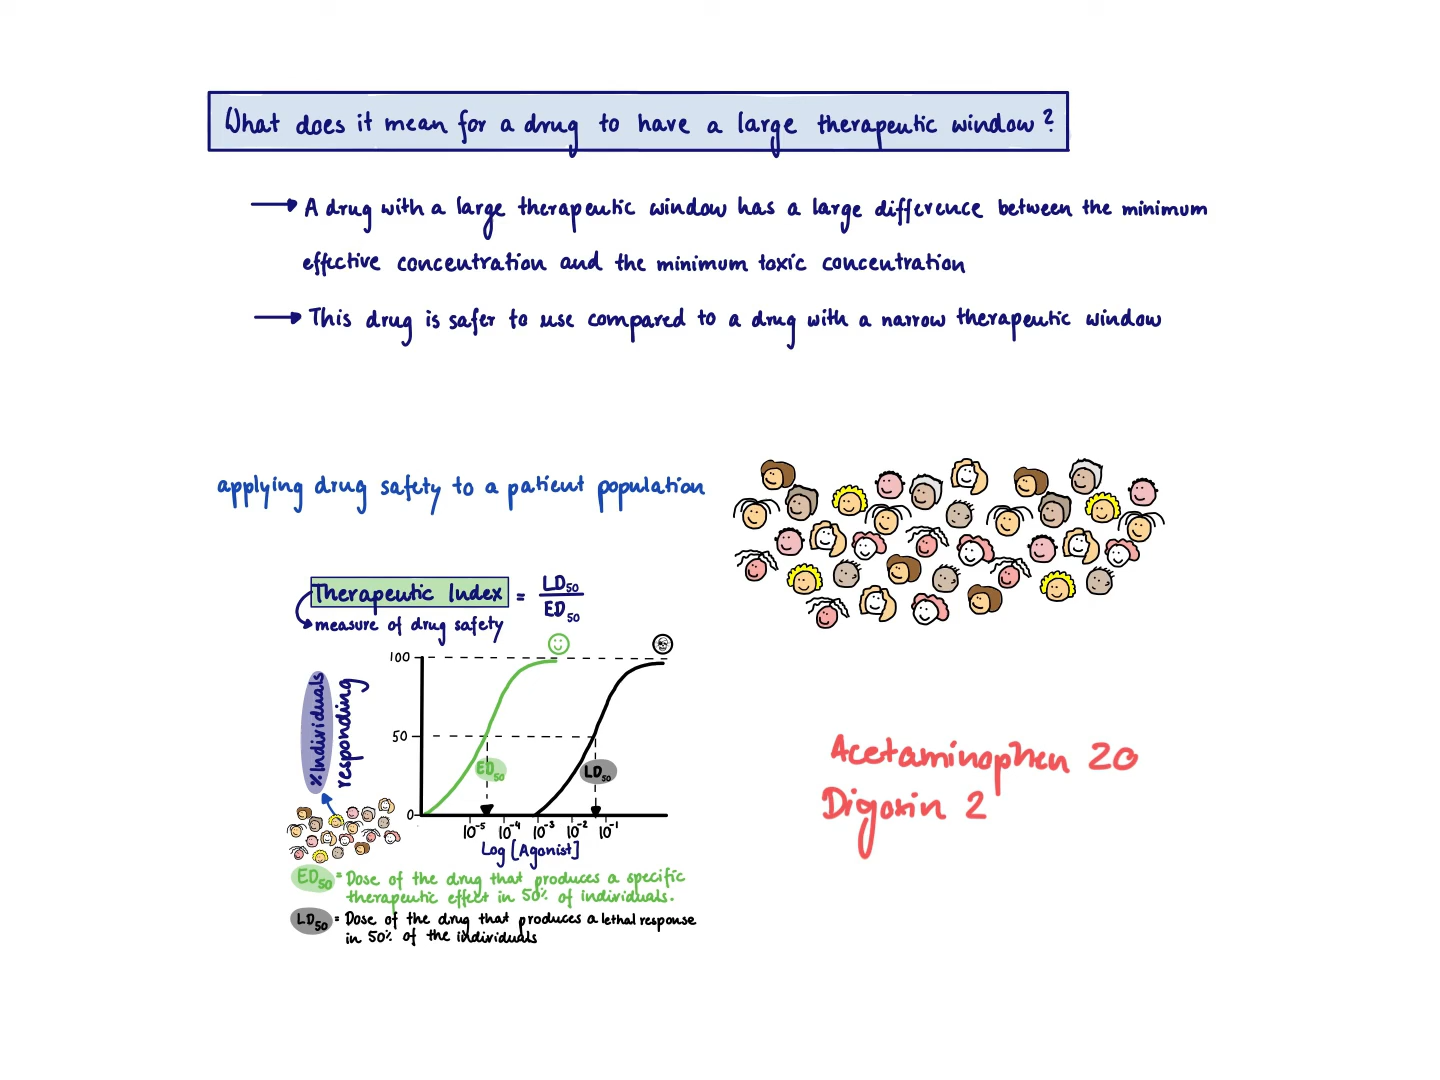 What does it mean for a drug to have a large therapeutic window?
→ A drug with a large therapeutic window has a large difference between the minimum
effective concentration and the minimum toxic concentration
→ This drug is safer to use compared to a drug with a narrow therapeutic window
applying drug safety to a patient population
Therapeutic Index = LD50 / ED50
measure of drug safety
100
50
0
% Individuals
responding
ED50
LD50
10^-5 10^-4 10^-3 10^-2 10^-1
Log [Agonist]
ED50 = Dose of the drug that produces a specific
therapeutic effect in 50% of individuals.
LD50 = Dose of the drug that produces a lethal response
in 50% of the individuals
Acetaminophen 20
Digoxin 2